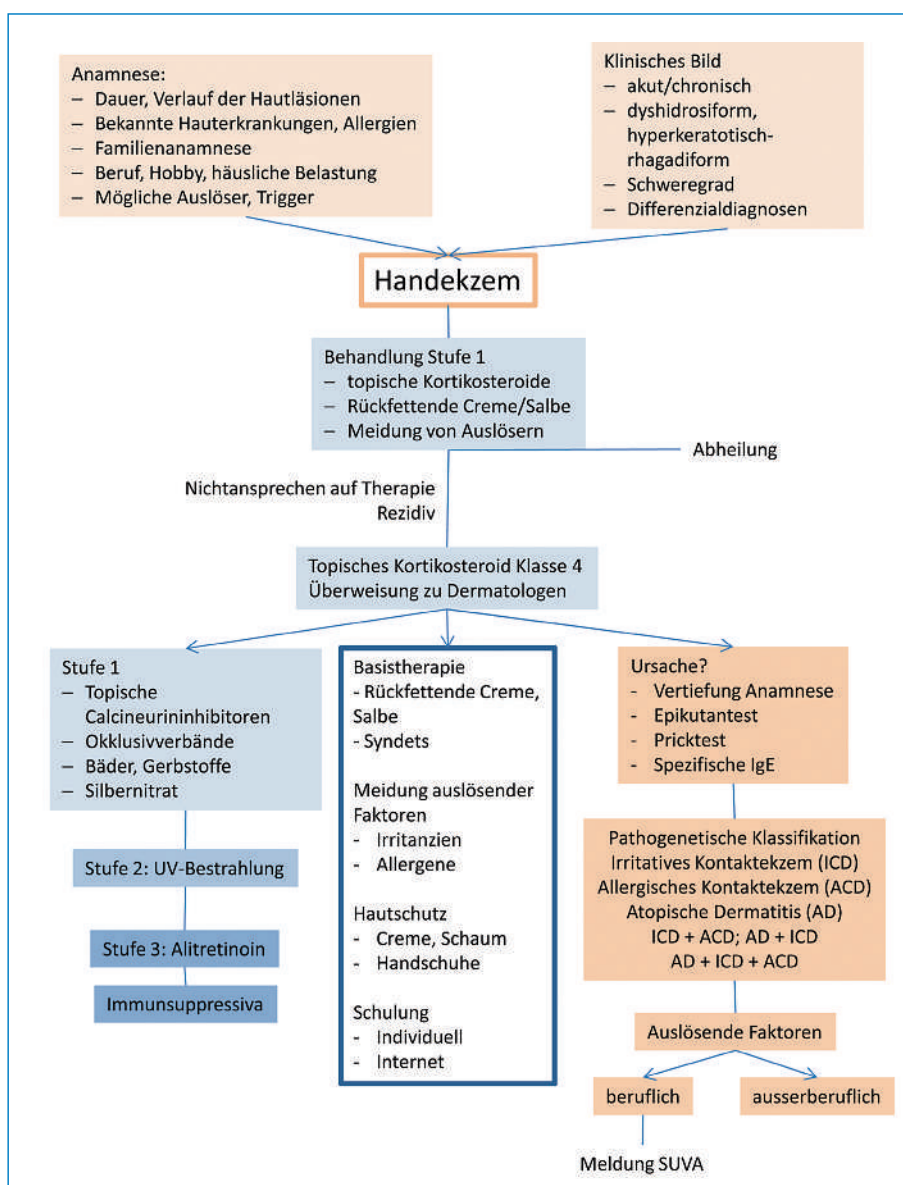 Anamnese:
– Dauer, Verlauf der Hautläsionen
– Bekannte Hauterkrankungen, Allergien
– Familienanamnese
– Beruf, Hobby, häusliche Belastung
– Mögliche Auslöser, Trigger
Klinisches Bild
– akut/chronisch
– dyshidrosiform,
hyperkeratotisch-
rhagadiform
– Schweregrad
– Differenzialdiagnosen
Handekzem
Behandlung Stufe 1
– topische Kortikosteroide
– Rückfettende Creme/Salbe
– Meidung von Auslösern
Abheilung
Nichtansprechen auf Therapie
Rezidiv
Topisches Kortikosteroid Klasse 4
Überweisung zu Dermatologen
Stufe 1
– Topische
Calcineurininhibitoren
– Okklusivverbände
– Bäder, Gerbstoffe
– Silbernitrat
Stufe 2: UV-Bestrahlung
Stufe 3: Alitretinoin
Immunsuppressiva
Basistherapie
- Rückfettende Creme,
Salbe
- Syndets
Meidung auslösender
Faktoren
- Irritanzien
- Allergene
Hautschutz
- Creme, Schaum
- Handschuhe
Schulung
- Individuell
- Internet
Ursache?
- Vertiefung Anamnese
- Epikutantest
- Pricktest
- Spezifische IgE
Pathogenetische Klassifikation
Irritatives Kontaktekzem (ICD)
Allergisches Kontaktekzem (ACD)
Atopische Dermatitis (AD)
ICD + ACD; AD + ICD
AD + ICD + ACD
Auslösende Faktoren
beruflich
ausserberuflich
Meldung SUVA